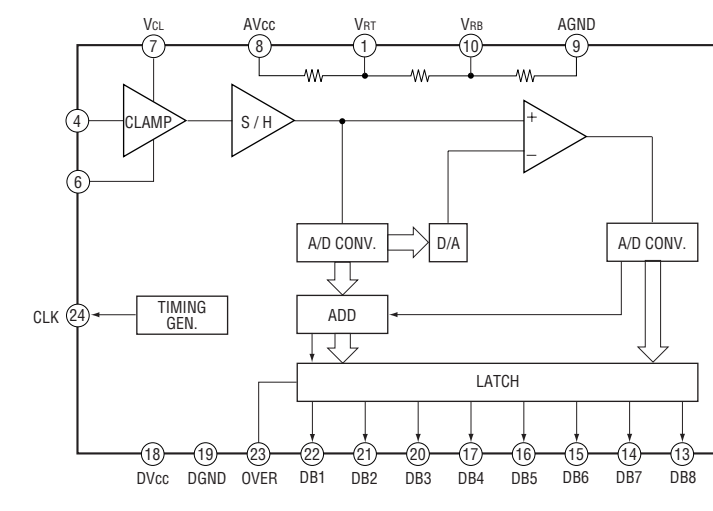 VCL AVcc VRT VRB AGND
7 8 1 10 9
4 CLAMP S / H + −
6
A/D CONV. D/A A/D CONV.
CLK 24 TIMING GEN. ADD
LATCH
18 19 23 22 21 20 17 16 15 14 13
DVcc DGND OVER DB1 DB2 DB3 DB4 DB5 DB6 DB7 DB8